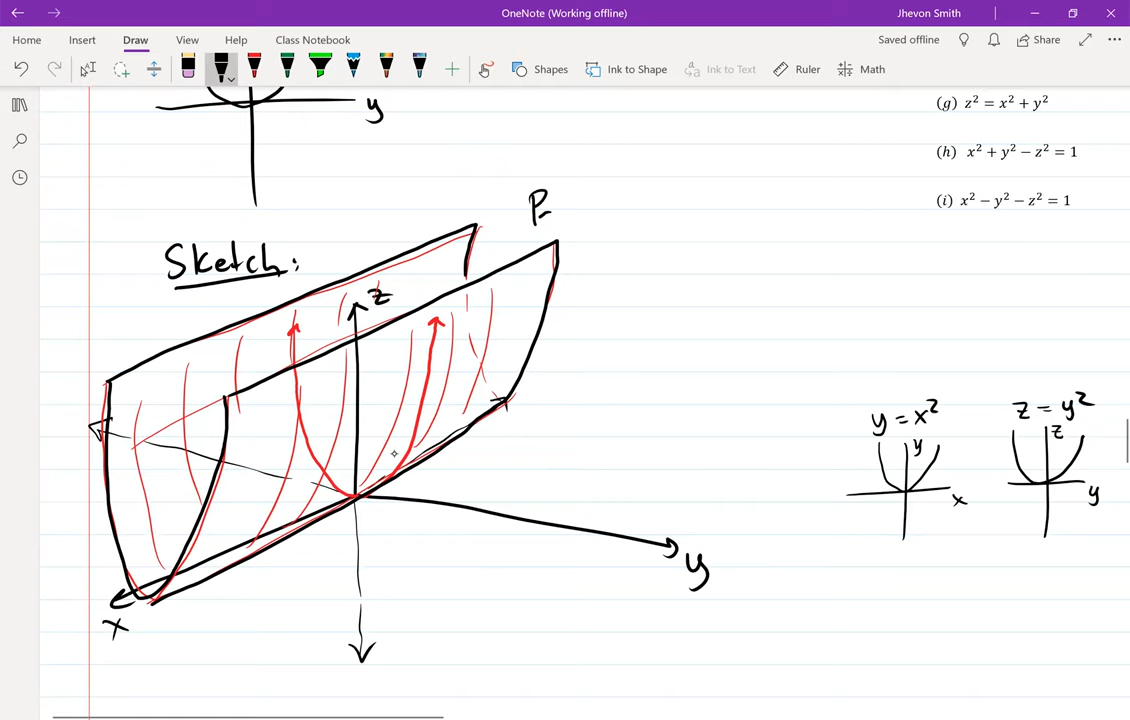 OneNote (Working offline)
Jhevon Smith
Home Insert Draw View Help Class Notebook
Saved offline
Share
Shapes
Ink to Shape
Ink to Text
Ruler
Math
y
(g) z² = x² + y²
(h) x² + y² − z² = 1
(i) x² − y² − z² = 1
P
Sketch:
z
y = x²
z = y²
y
z
x
y
y
x